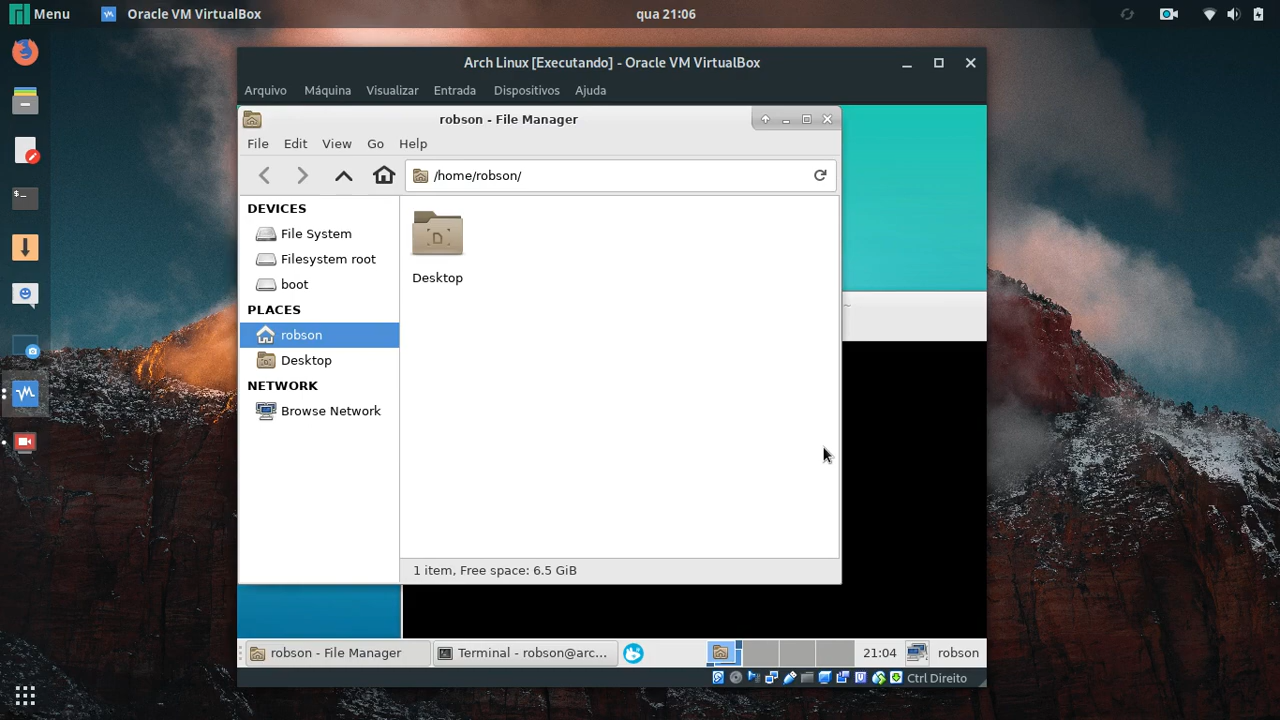 Menu
Oracle VM VirtualBox
qua 21:06
Arch Linux [Executando] - Oracle VM VirtualBox
Arquivo Máquina Visualizar Entrada Dispositivos Ajuda
robson - File Manager
File Edit View Go Help
/home/robson/
DEVICES
File System
Filesystem root
boot
PLACES
robson
Desktop
NETWORK
Browse Network
Desktop
1 item, Free space: 6.5 GiB
robson - File Manager
Terminal - robson@arc...
21:04
robson
Ctrl Direito